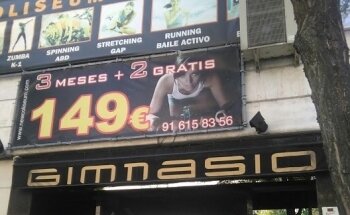 OLISEUM
ZUMBA
K-1
SPINNING
ABD
STRETCHING
GAP
RUNNING
BAILE ACTIVO
3 MESES + 2 GRATIS
149€
91 615 83 56
GIMNASIO